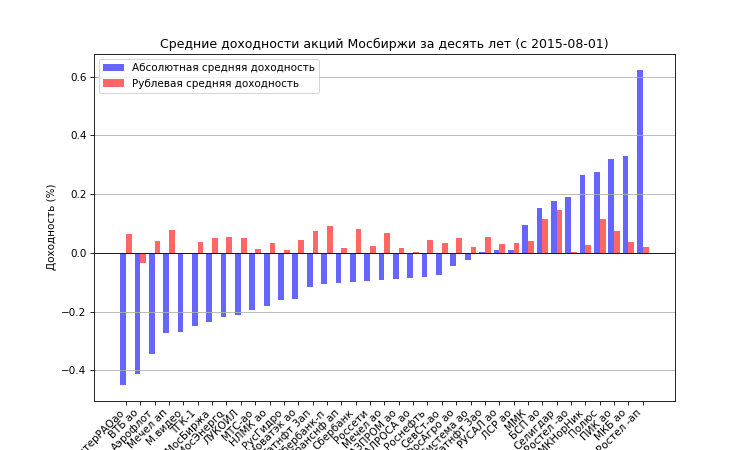 Средние доходности акций Мосбиржи за десять лет (с 2015-08-01)
Абсолютная средняя доходность
Рублевая средняя доходность
Доходность (%)
0.6
0.4
0.2
0.0
−0.2
−0.4
ВТБ ао
Аэрофлот
Мечел ап
М.видео
ТГК-1
МосБиржа
ЛУКОЙЛ
МТС-ао
НЛМК ао
РусГидро
Сбербанк
Россети
Мечел ао
Роснефть
СевСт-ао
РУСАЛ ао
ЛСР ао
ММК
БСП ао
Селигдар
Ростел -ао
Полюс
ПИК ао
МКБ ао
Ростел -ап